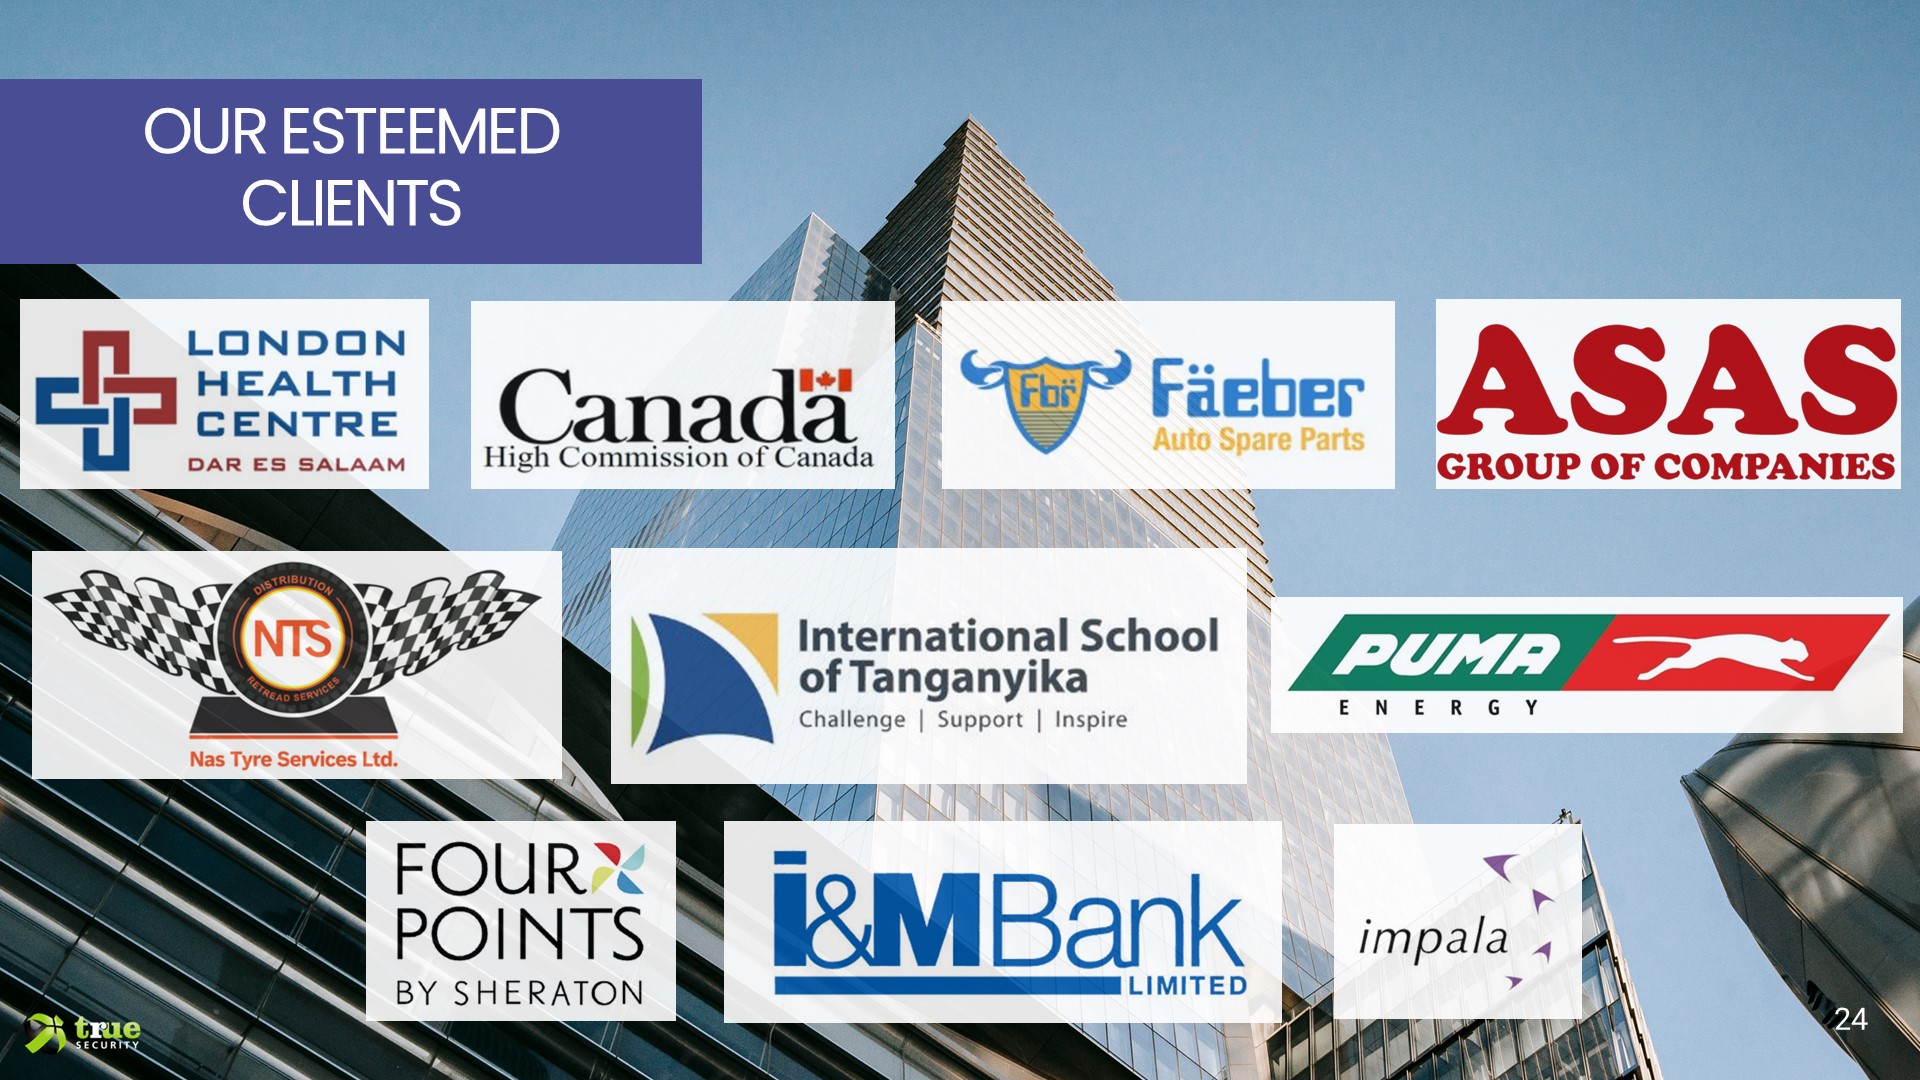 OUR ESTEEMED
CLIENTS
LONDON
HEALTH
CENTRE
DAR ES SALAAM
Canada
High Commission of Canada
Fbr̈
Fäeber
Auto Spare Parts
ASAS
GROUP OF COMPANIES
DISTRIBUTION
NTS
RETREAD SERVICES
Nas Tyre Services Ltd.
International School
of Tanganyika
Challenge | Support | Inspire
PUMA
ENERGY
FOUR
POINTS
BY SHERATON
i&MBank
LIMITED
impala
true
SECURITY
24